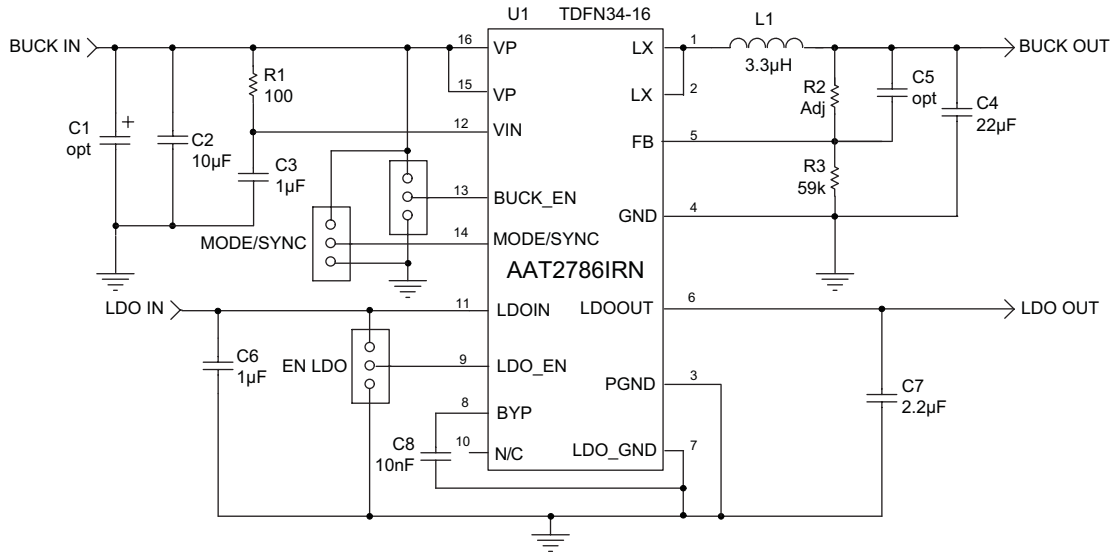 U1 TDFN34-16
BUCK IN
16
VP
LX
1
L1
3.3μH
BUCK OUT
15
VP
LX
2
R1
100
R2
Adj
C5
opt
C4
22μF
C1
opt
+
C2
10μF
12
VIN
FB
5
C3
1μF
R3
59k
13
BUCK_EN
GND
4
MODE/SYNC
14
MODE/SYNC
AAT2786IRN
LDO IN
11
LDOIN
LDOOUT
6
LDO OUT
C6
1μF
EN LDO
9
LDO_EN
PGND
3
C7
2.2μF
8
BYP
C8
10nF
10
N/C
LDO_GND
7